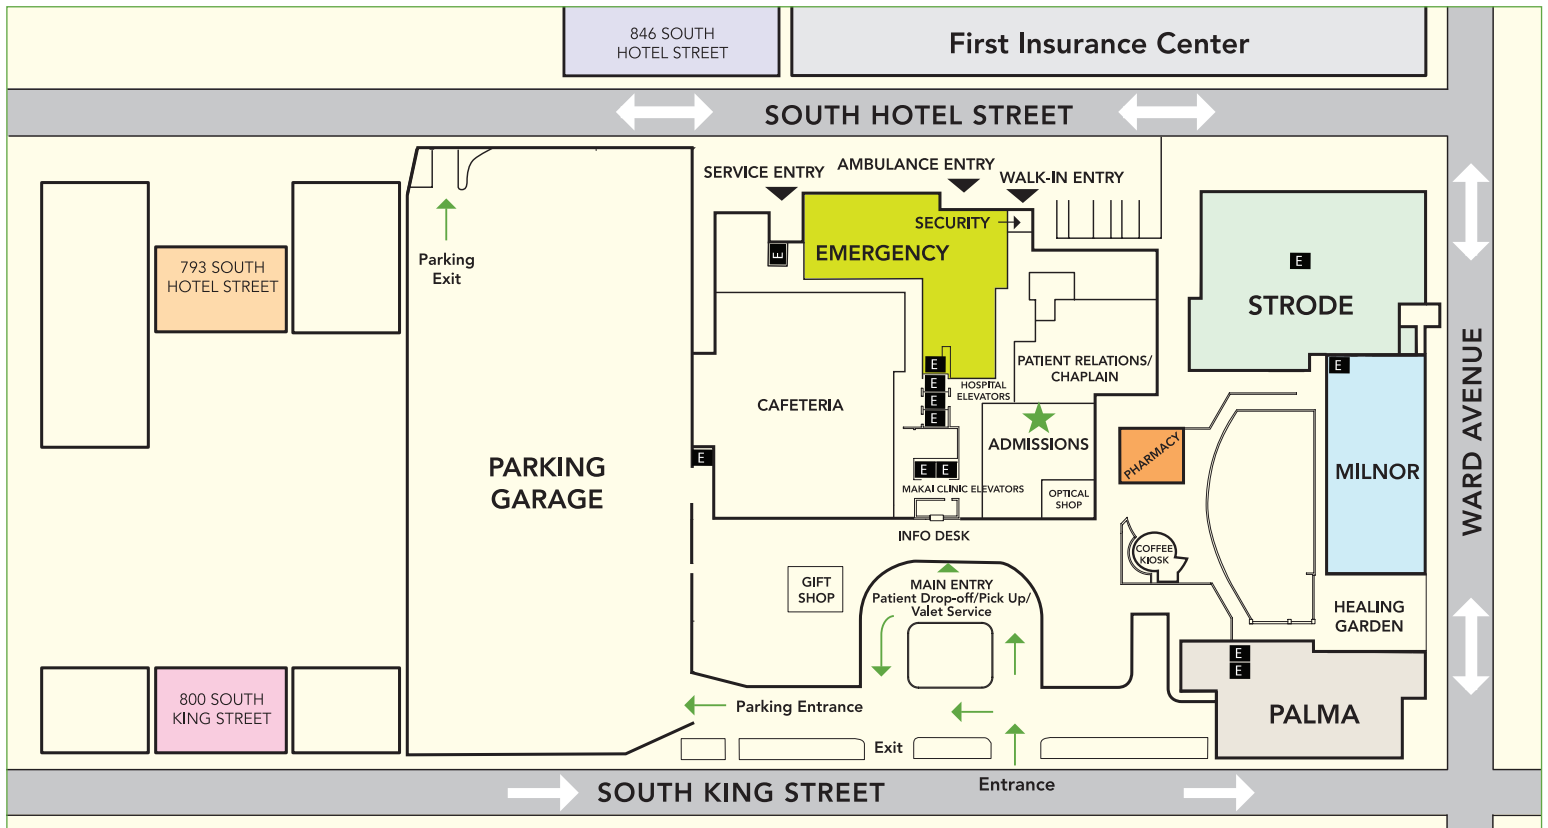 846 SOUTH
HOTEL STREET
First Insurance Center
SOUTH HOTEL STREET
SERVICE ENTRY
AMBULANCE ENTRY
WALK-IN ENTRY
SECURITY
EMERGENCY
E
Parking
Exit
793 SOUTH
HOTEL STREET
E
STRODE
PATIENT RELATIONS/
CHAPLAIN
E
E
E
E
HOSPITAL
ELEVATORS
E
CAFETERIA
ADMISSIONS
PHARMACY
MILNOR
WARD AVENUE
PARKING
GARAGE
E
E E
MAKAI CLINIC ELEVATORS
OPTICAL
SHOP
INFO DESK
COFFEE
KIOSK
GIFT
SHOP
MAIN ENTRY
Patient Drop-off/Pick Up/
Valet Service
HEALING
GARDEN
E
E
PALMA
800 SOUTH
KING STREET
Parking Entrance
Exit
Entrance
SOUTH KING STREET